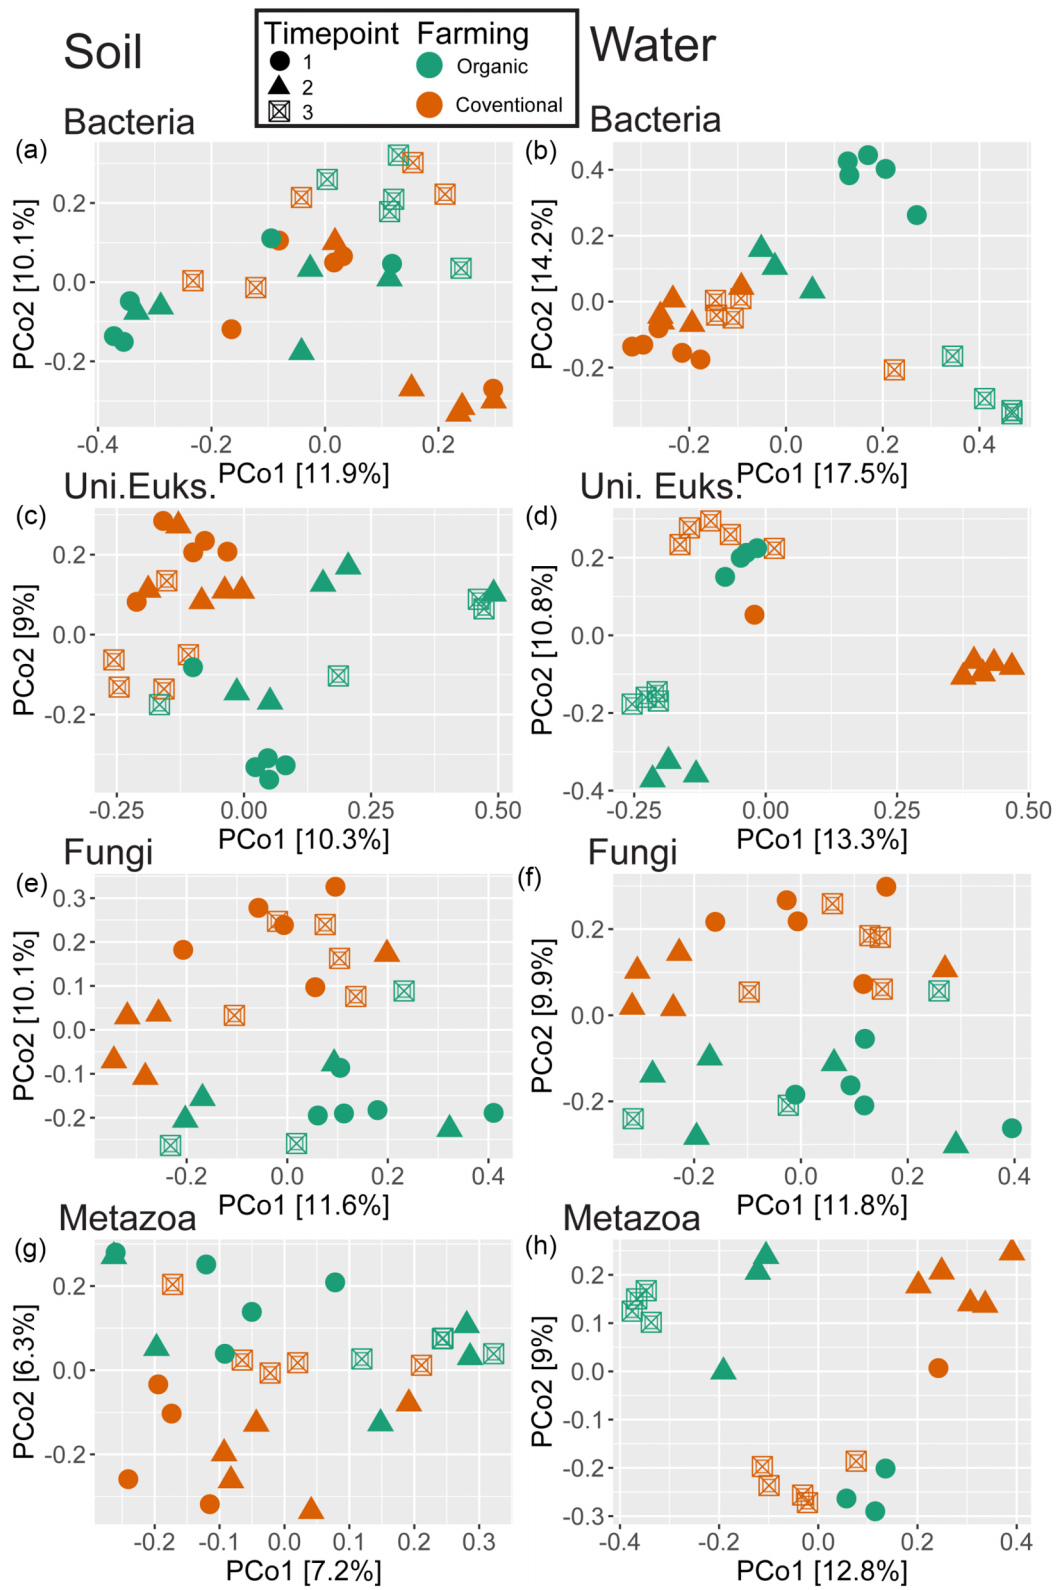 Soil
Timepoint
1
2
3
Farming
Organic
Coventional
Water
Bacteria
(a)
PCo2 [10.1%]
0.2
0.0
-0.2
-0.4
-0.2
0.0
0.2
PCo1 [11.9%]
Bacteria
(b)
PCo2 [14.2%]
0.4
0.2
0.0
-0.2
-0.2
0.0
0.2
0.4
PCo1 [17.5%]
Uni.Euks.
(c)
PCo2 [9%]
0.2
0.0
-0.2
-0.25
0.00
0.25
0.50
PCo1 [10.3%]
Uni. Euks.
(d)
PCo2 [10.8%]
0.2
0.0
-0.2
-0.4
-0.25
0.00
0.25
0.50
PCo1 [13.3%]
Fungi
(e)
PCo2 [10.1%]
0.3
0.2
0.1
0.0
-0.1
-0.2
-0.2
0.0
0.2
0.4
PCo1 [11.6%]
Fungi
(f)
PCo2 [9.9%]
0.2
0.0
-0.2
-0.2
0.0
0.2
0.4
PCo1 [11.8%]
Metazoa
(g)
PCo2 [6.3%]
0.2
0.0
-0.2
-0.2
-0.1
0.0
0.1
0.2
0.3
PCo1 [7.2%]
Metazoa
(h)
PCo2 [9%]
0.2
0.1
0.0
-0.1
-0.2
-0.3
-0.4
-0.2
0.0
0.2
0.4
PCo1 [12.8%]